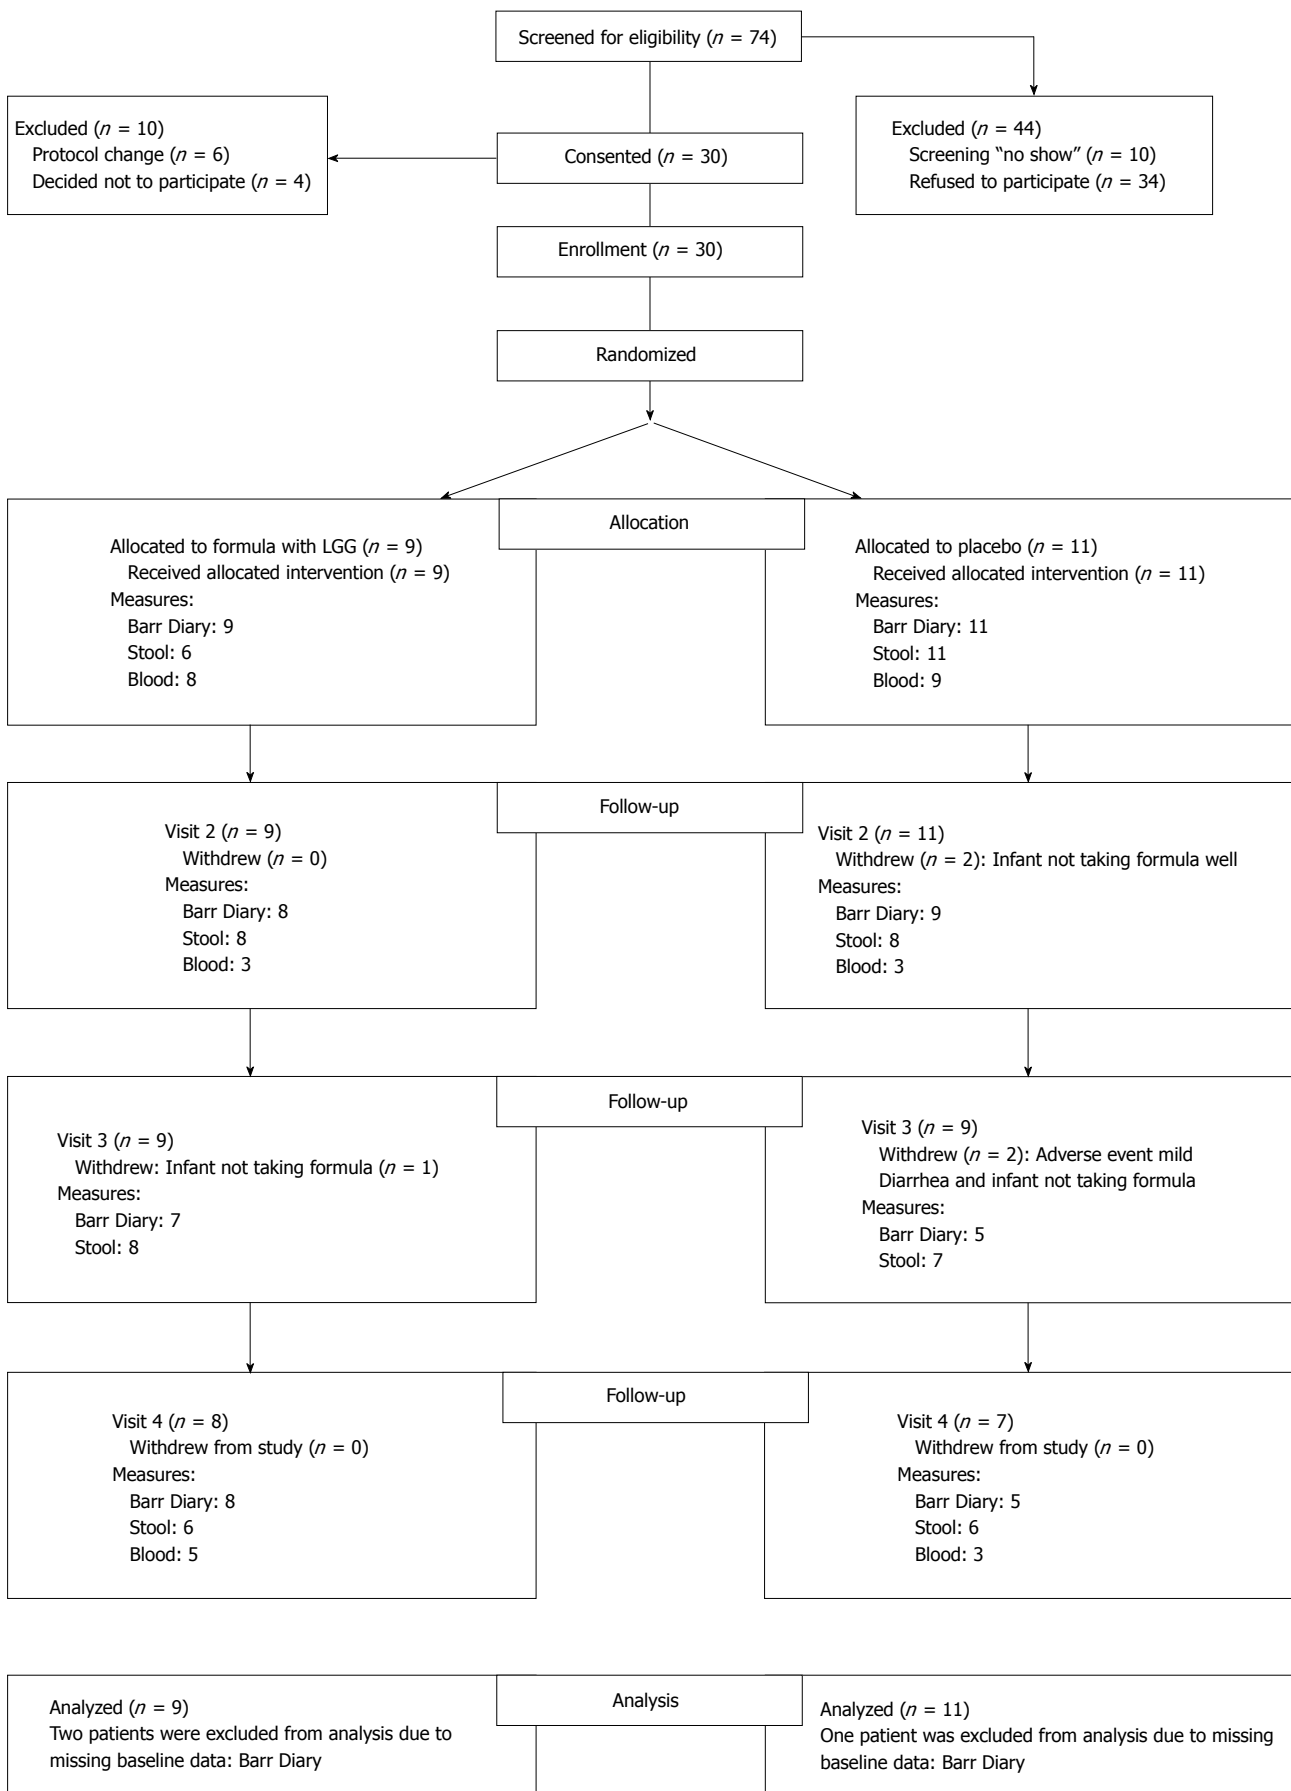 Screened for eligibility (n = 74)
Excluded (n = 10)
Protocol change (n = 6)
Decided not to participate (n = 4)
Consented (n = 30)
Excluded (n = 44)
Screening “no show” (n = 10)
Refused to participate (n = 34)
Enrollment (n = 30)
Randomized
Allocation
Allocated to formula with LGG (n = 9)
Received allocated intervention (n = 9)
Measures:
Barr Diary: 9
Stool: 6
Blood: 8
Allocated to placebo (n = 11)
Received allocated intervention (n = 11)
Measures:
Barr Diary: 11
Stool: 11
Blood: 9
Follow-up
Visit 2 (n = 9)
Withdrew (n = 0)
Measures:
Barr Diary: 8
Stool: 8
Blood: 3
Visit 2 (n = 11)
Withdrew (n = 2): Infant not taking formula well
Measures:
Barr Diary: 9
Stool: 8
Blood: 3
Follow-up
Visit 3 (n = 9)
Withdrew: Infant not taking formula (n = 1)
Measures:
Barr Diary: 7
Stool: 8
Visit 3 (n = 9)
Withdrew (n = 2): Adverse event mild
Diarrhea and infant not taking formula
Measures:
Barr Diary: 5
Stool: 7
Follow-up
Visit 4 (n = 8)
Withdrew from study (n = 0)
Measures:
Barr Diary: 8
Stool: 6
Blood: 5
Visit 4 (n = 7)
Withdrew from study (n = 0)
Measures:
Barr Diary: 5
Stool: 6
Blood: 3
Analysis
Analyzed (n = 9)
Two patients were excluded from analysis due to
missing baseline data: Barr Diary
Analyzed (n = 11)
One patient was excluded from analysis due to missing
baseline data: Barr Diary